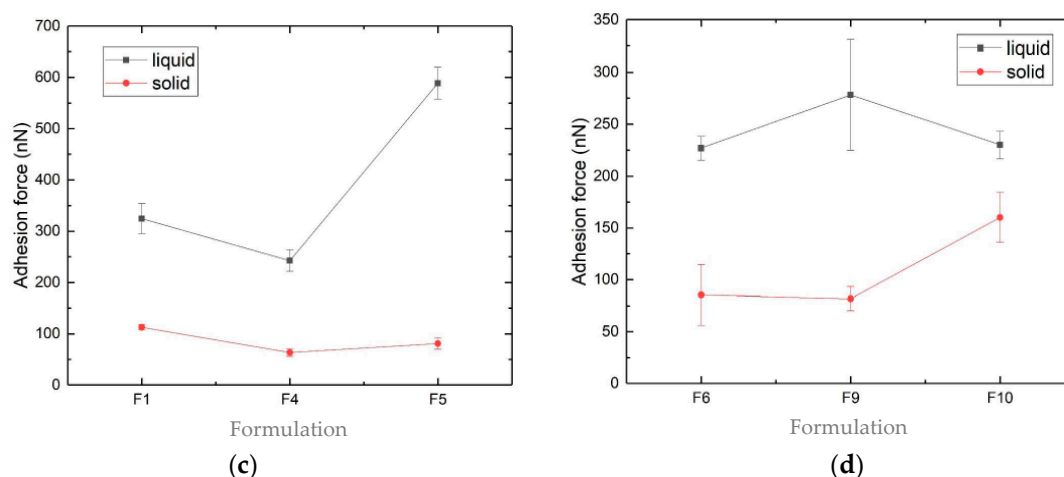 700
600
500
400
300
200
100
0
Adhesion force (nN)
liquid
solid
F1 F4 F5
Formulation
(c)
350
300
250
200
150
100
50
0
Adhesion force (nN)
liquid
solid
F6 F9 F10
Formulation
(d)